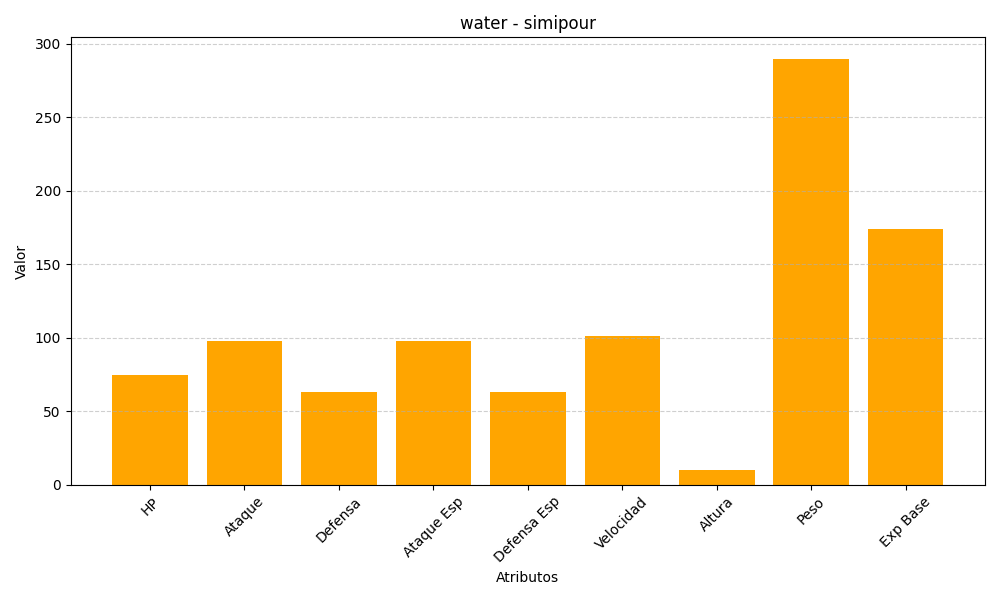 water - simipour
Valor
300
250
200
150
100
50
0
HP
Ataque
Defensa
Ataque Esp
Defensa Esp
Velocidad
Altura
Peso
Exp Base
Atributos